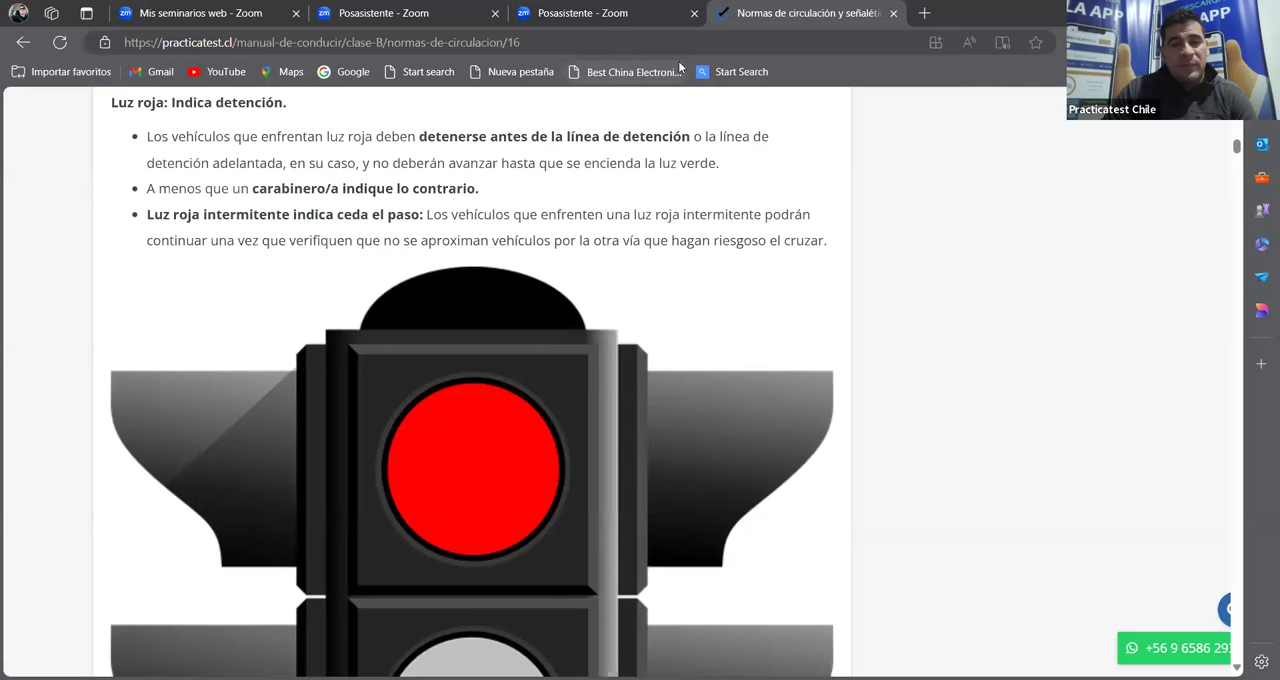 Mis seminarios web - Zoom
Posasistente - Zoom
Posasistente - Zoom
Normas de circulación y señaléti
https://practicatest.cl/manual-de-conducir/clase-B/normas-de-circulacion/16
Importar favoritos
Gmail
YouTube
Maps
Google
Start search
Nueva pestaña
Best China Electroni...
Start Search
LA APP
APP
Practicatest Chile
Luz roja: Indica detención.
Los vehículos que enfrentan luz roja deben detenerse antes de la línea de detención o la línea de
detención adelantada, en su caso, y no deberán avanzar hasta que se encienda la luz verde.
A menos que un carabinero/a indique lo contrario.
Luz roja intermitente indica ceda el paso: Los vehículos que enfrenten una luz roja intermitente podrán
continuar una vez que verifiquen que no se aproximan vehículos por la otra vía que hagan riesgoso el cruzar.
+56 9 6586 29